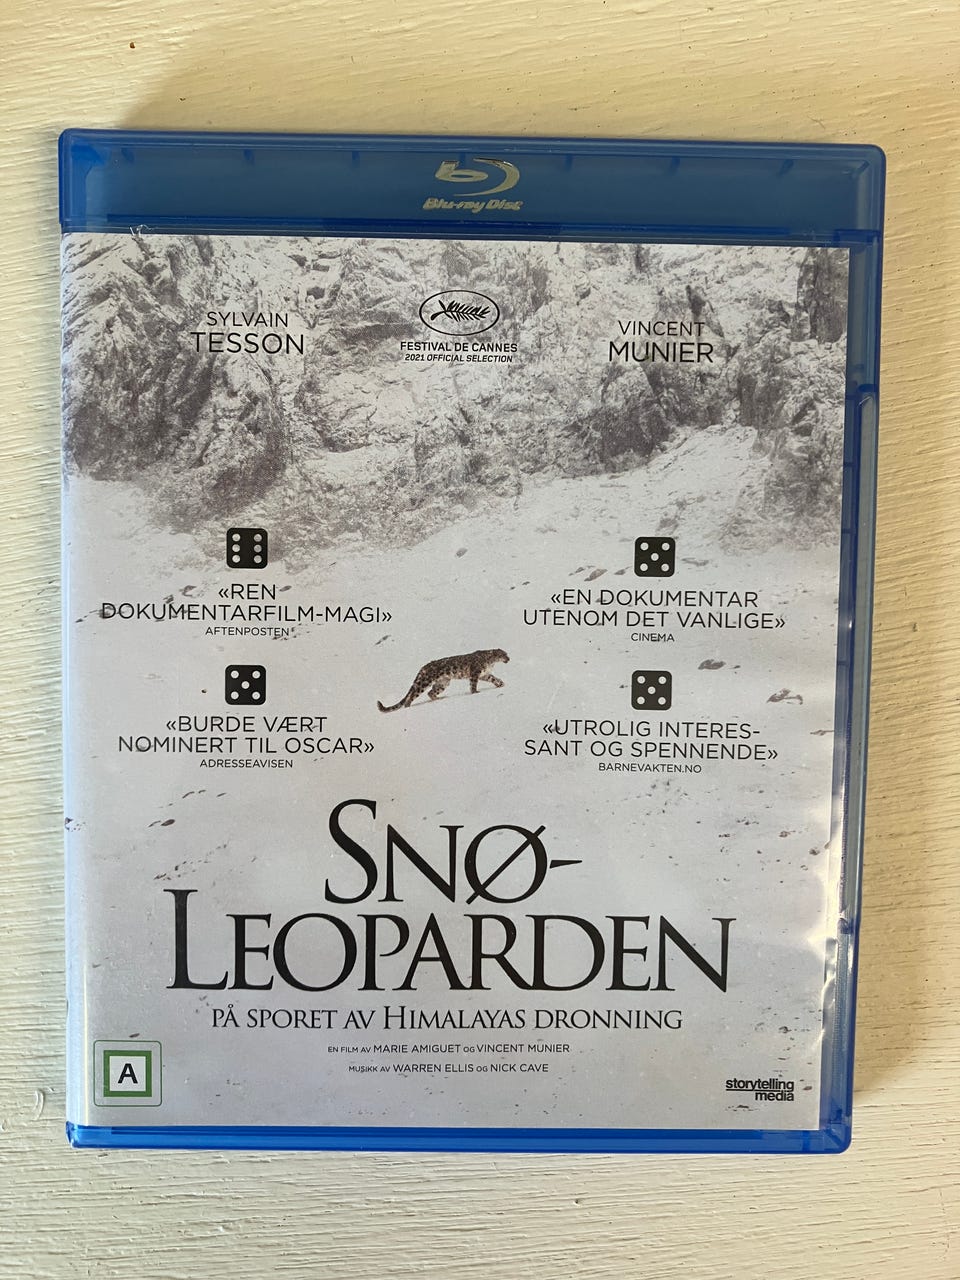 Blu-ray Disc
SYLVAIN
TESSON
FESTIVAL DE CANNES
2021 OFFICIAL SELECTION
VINCENT
MUNIER
«REN
DOKUMENTARFILM-MAGI»
AFTENPOSTEN
«EN DOKUMENTAR
UTENOM DET VANLIGE»
CINEMA
«BURDE VÆRT
NOMINERT TIL OSCAR»
ADRESSEAVISEN
«UTROLIG INTERES-
SANT OG SPENNENDE»
BARNEVAKTEN.NO
SNØ-
LEOPARDEN
PÅ SPORET AV HIMALAYAS DRONNING
EN FILM AV MARIE AMIGUET OG VINCENT MUNIER
MUSIKK AV WARREN ELLIS OG NICK CAVE
A
storytelling
media